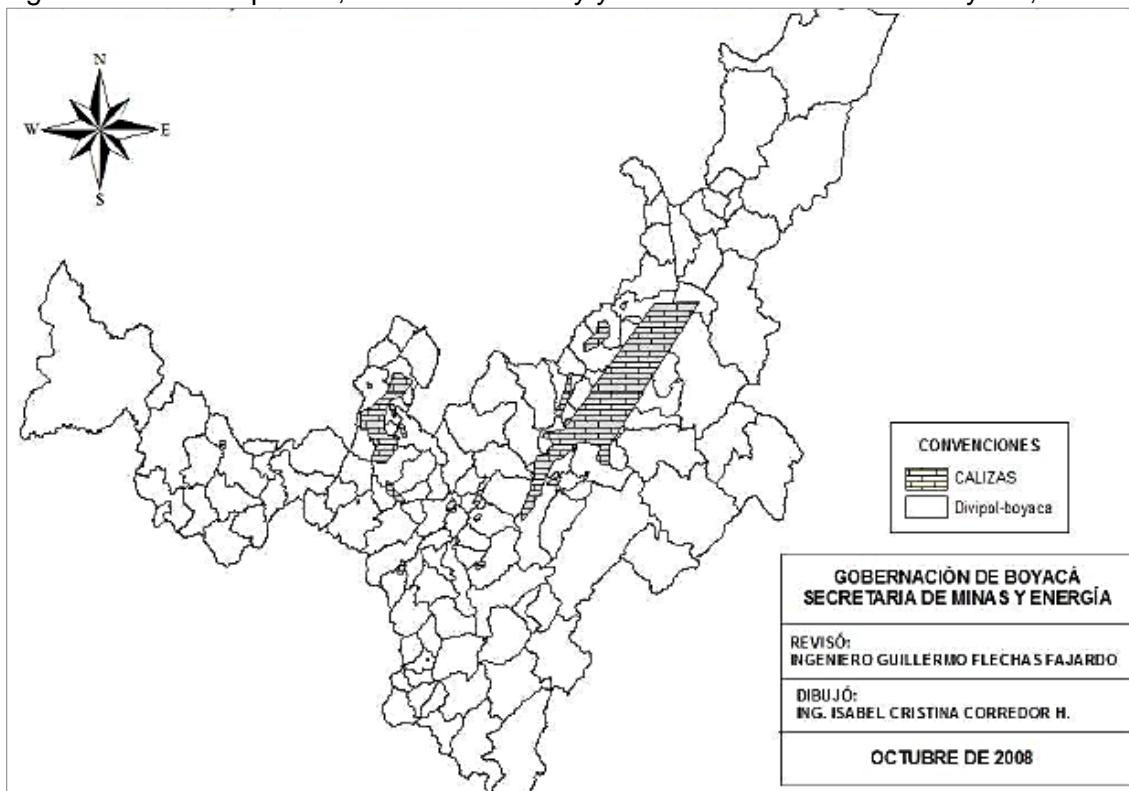 N
W E
S
CONVENCIONES
CALIZAS
Divipol-boyaca
GOBERNACIÓN DE BOYACÁ
SECRETARIA DE MINAS Y ENERGÍA
REVISÓ:
INGENIERO GUILLERMO FLECHAS FAJARDO
DIBUJÓ:
ING. ISABEL CRISTINA CORREDOR H.
OCTUBRE DE 2008